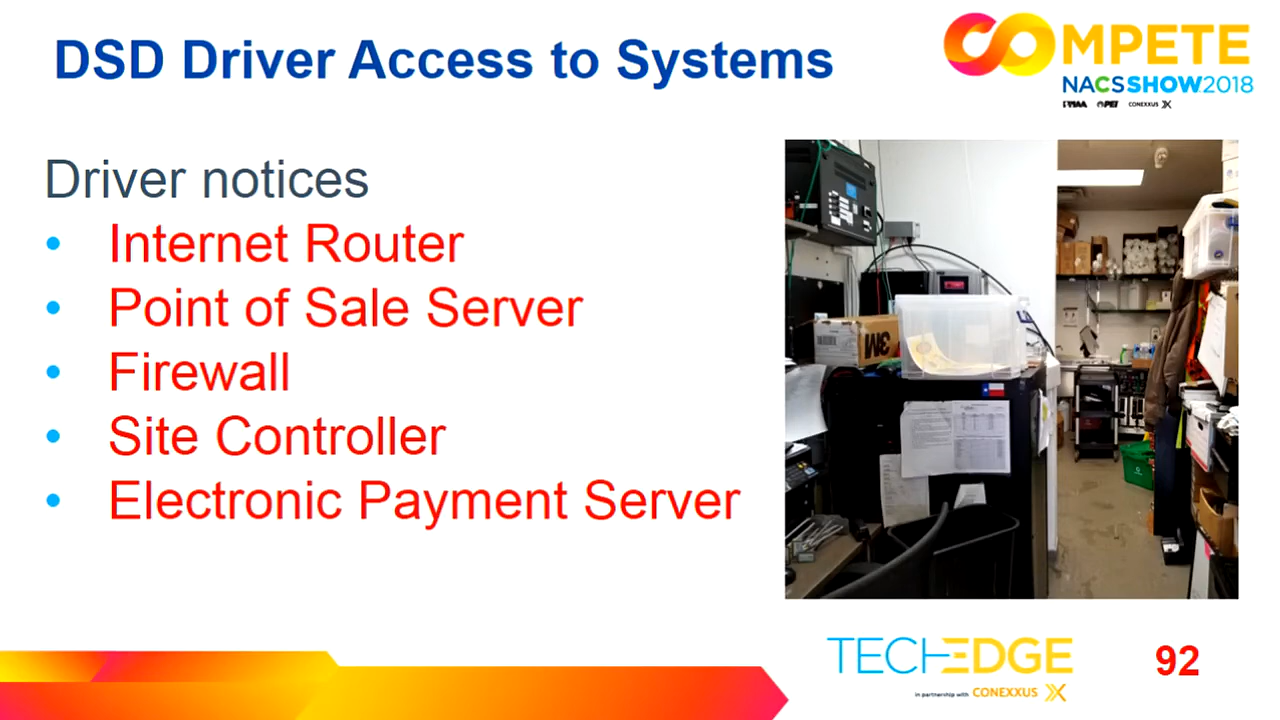 DSD Driver Access to Systems
COMPETE
NACSSHOW2018
CONEXXUS
Driver notices
• Internet Router
• Point of Sale Server
• Firewall
• Site Controller
• Electronic Payment Server
3M
TECHEDGE
in partnership with CONEXXUS
92